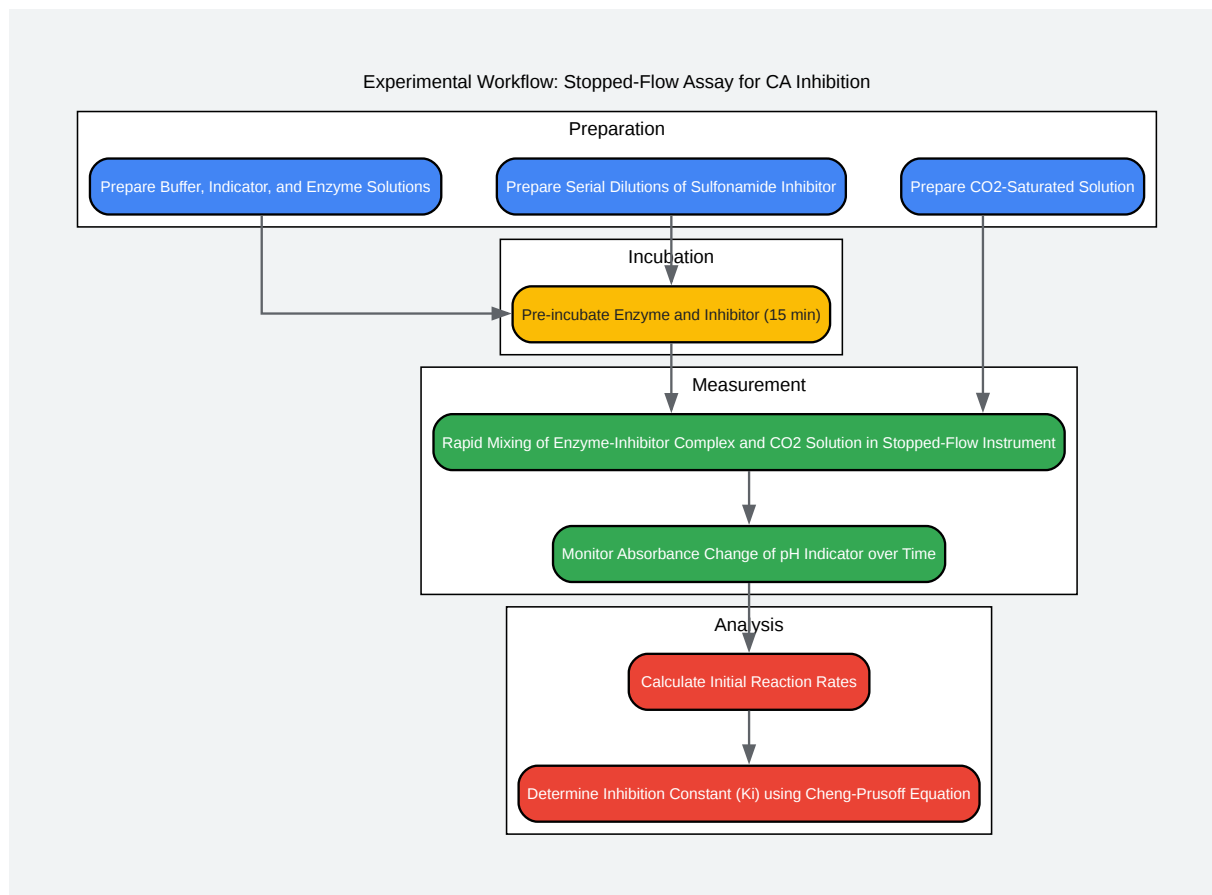 Experimental Workflow: Stopped-Flow Assay for CA Inhibition
Preparation
Prepare Buffer, Indicator, and Enzyme Solutions
Prepare Serial Dilutions of Sulfonamide Inhibitor
Prepare CO2-Saturated Solution
Incubation
Pre-incubate Enzyme and Inhibitor (15 min)
Measurement
Rapid Mixing of Enzyme-Inhibitor Complex and CO2 Solution in Stopped-Flow Instrument
Monitor Absorbance Change of pH Indicator over Time
Analysis
Calculate Initial Reaction Rates
Determine Inhibition Constant (Ki) using Cheng-Prusoff Equation